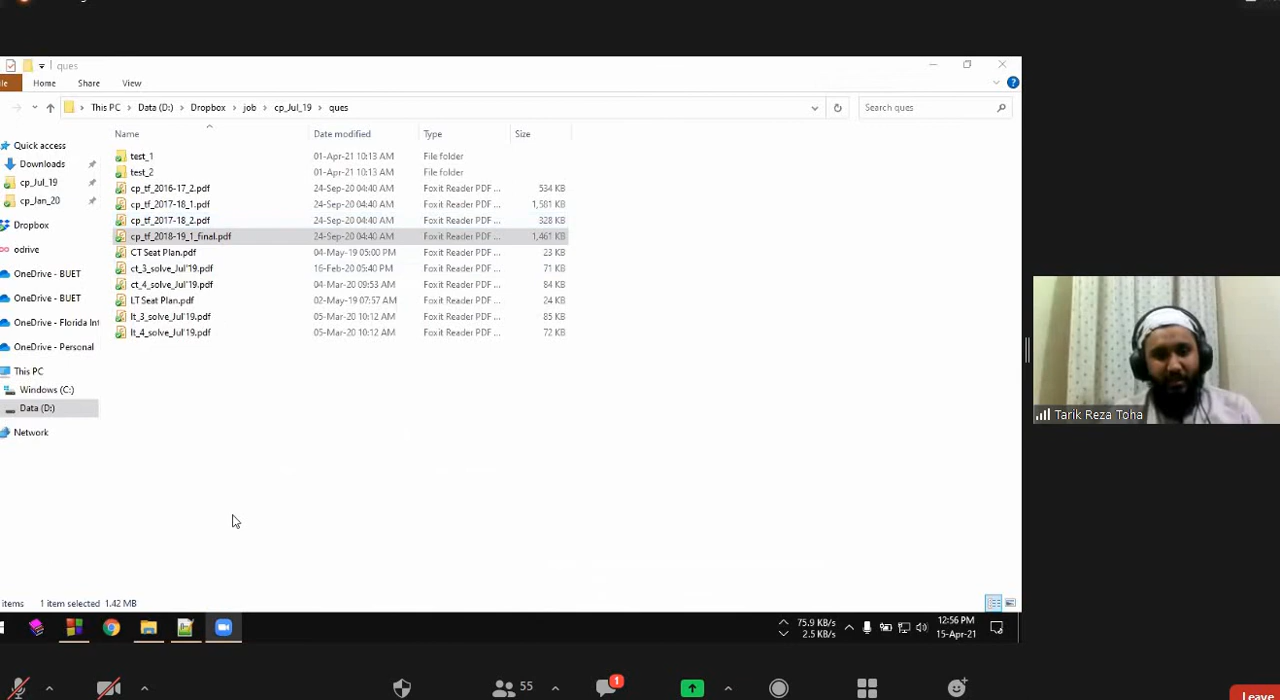 ques
ile Home Share View
This PC > Data (D:) > Dropbox > job > cp_Jul_19 > ques
Search ques
Name Date modified Type Size
Quick access
Downloads
cp_Jul_19
cp_Jan_20
Dropbox
odrive
OneDrive - BUET
OneDrive - BUET
OneDrive - Florida Int
OneDrive - Personal
This PC
Windows (C:)
Data (D:)
Network
test_1 01-Apr-21 10:13 AM File folder
test_2 01-Apr-21 10:13 AM File folder
cp_tf_2016-17_2.pdf 24-Sep-20 04:40 AM Foxit Reader PDF ... 534 KB
cp_tf_2017-18_1.pdf 24-Sep-20 04:40 AM Foxit Reader PDF ... 1,581 KB
cp_tf_2017-18_2.pdf 24-Sep-20 04:40 AM Foxit Reader PDF ... 328 KB
cp_tf_2018-19_1_final.pdf 24-Sep-20 04:40 AM Foxit Reader PDF ... 1,461 KB
CT Seat Plan.pdf 04-May-19 05:00 PM Foxit Reader PDF ... 23 KB
ct_3_solve_Jul'19.pdf 16-Feb-20 05:40 PM Foxit Reader PDF ... 71 KB
ct_4_solve_Jul'19.pdf 04-Mar-20 09:53 AM Foxit Reader PDF ... 84 KB
LT Seat Plan.pdf 02-May-19 07:57 AM Foxit Reader PDF ... 24 KB
lt_3_solve_Jul'19.pdf 05-Mar-20 10:12 AM Foxit Reader PDF ... 85 KB
lt_4_solve_Jul'19.pdf 05-Mar-20 10:12 AM Foxit Reader PDF ... 72 KB
Tarik Reza Toha
items 1 item selected 1.42 MB
75.9 KB/s
2.5 KB/s
12:56 PM
15-Apr-21
55
1
Leave